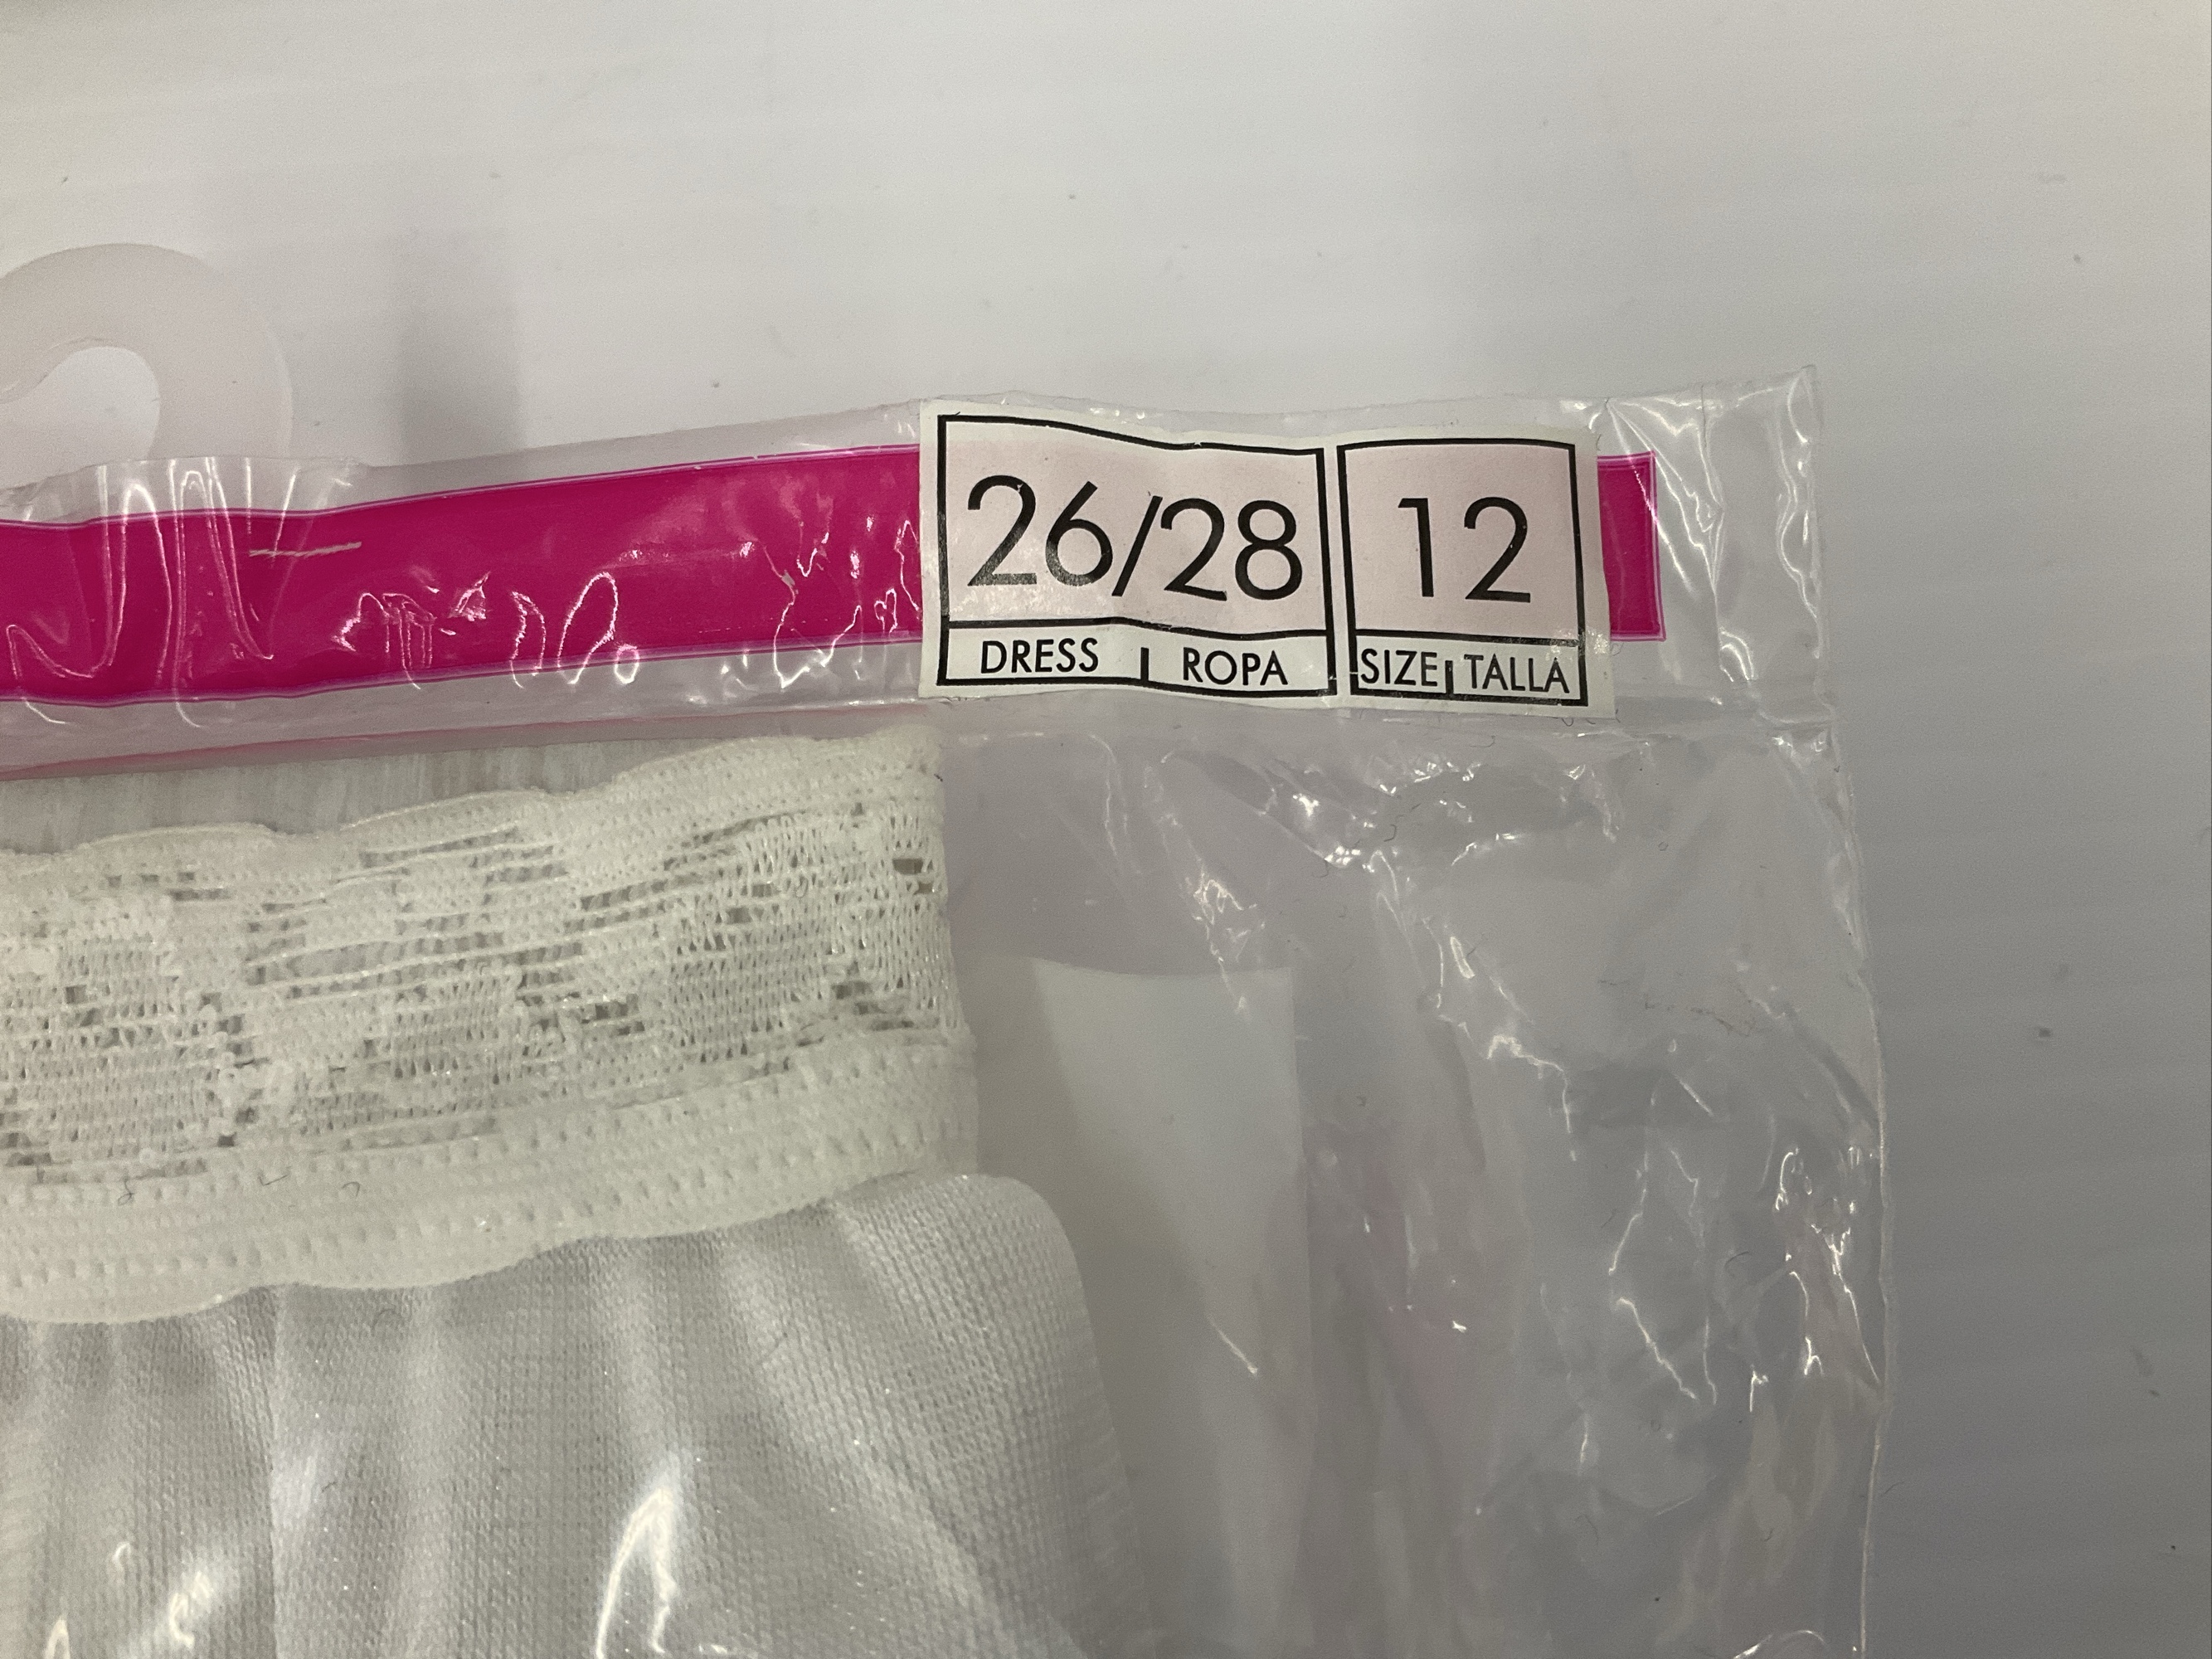 26/28 12
DRESS | ROPA SIZE | TALLA